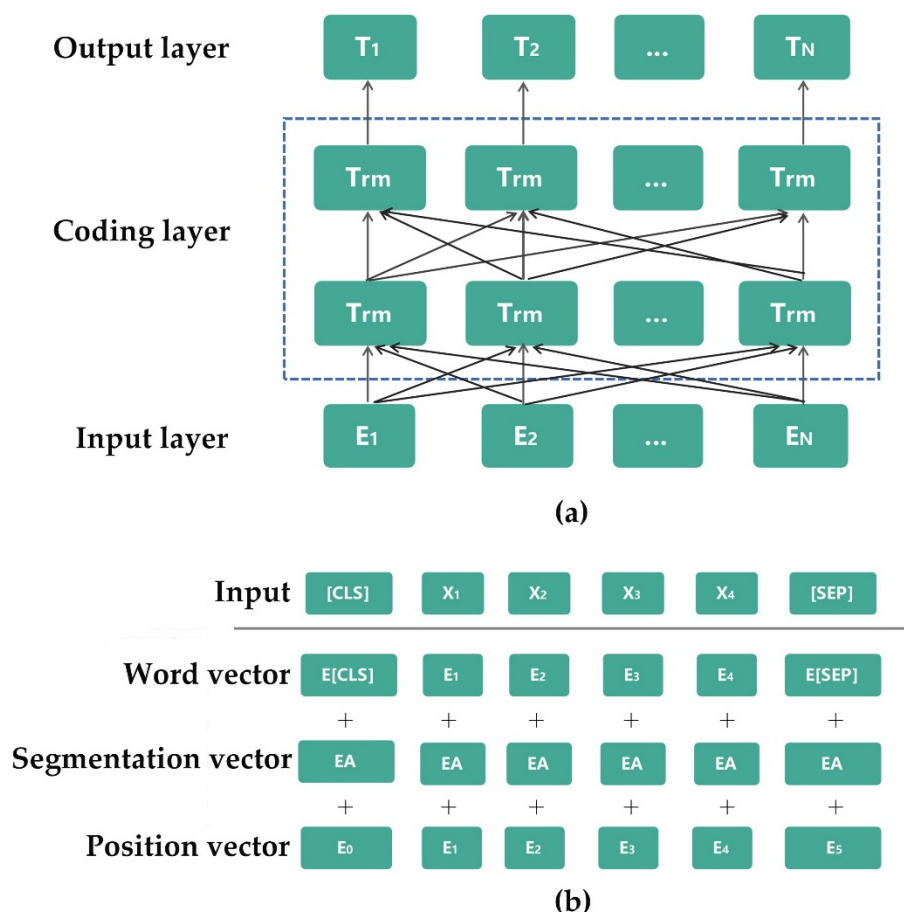 Output layer T1 T2 ... TN
Trm Trm ... Trm
Coding layer
Trm Trm ... Trm
Input layer E1 E2 ... EN
(a)
Input [CLS] X1 X2 X3 X4 [SEP]
Word vector E[CLS] E1 E2 E3 E4 E[SEP]
+ + + + + +
Segmentation vector EA EA EA EA EA EA
+ + + + + +
Position vector E0 E1 E2 E3 E4 E5
(b)